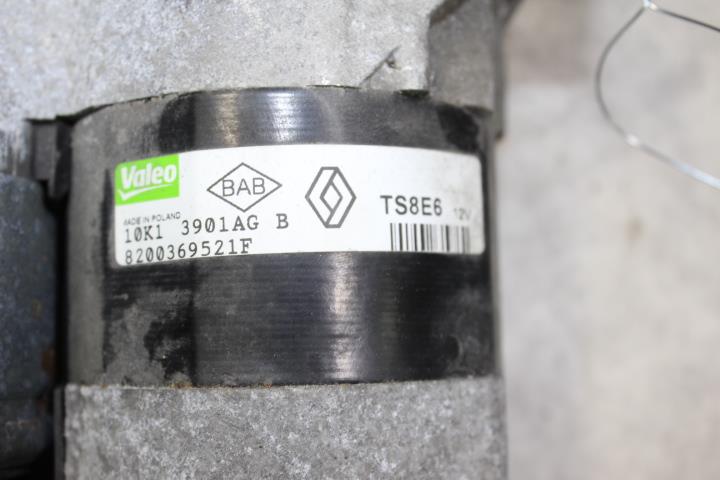 Valeo
BAB
TS8E6 12V
MADE IN POLAND
10K1 3901AG B
8200369521F